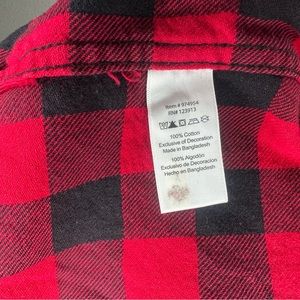 Item # 974954
RN# 123913
100% Cotton
Exclusive of Decoration
Made in Bangladesh
100% Algodón
Exclusivo de Decoracion
Hecho en Bangladesh